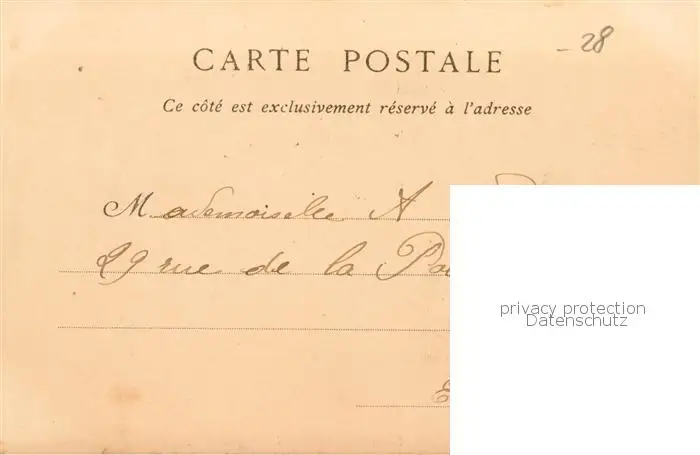 28
CARTE POSTALE
Ce côté est exclusivement réservé à l'adresse
Mademoiselle A
29 rue de la
privacy protection
Datenschutz
E